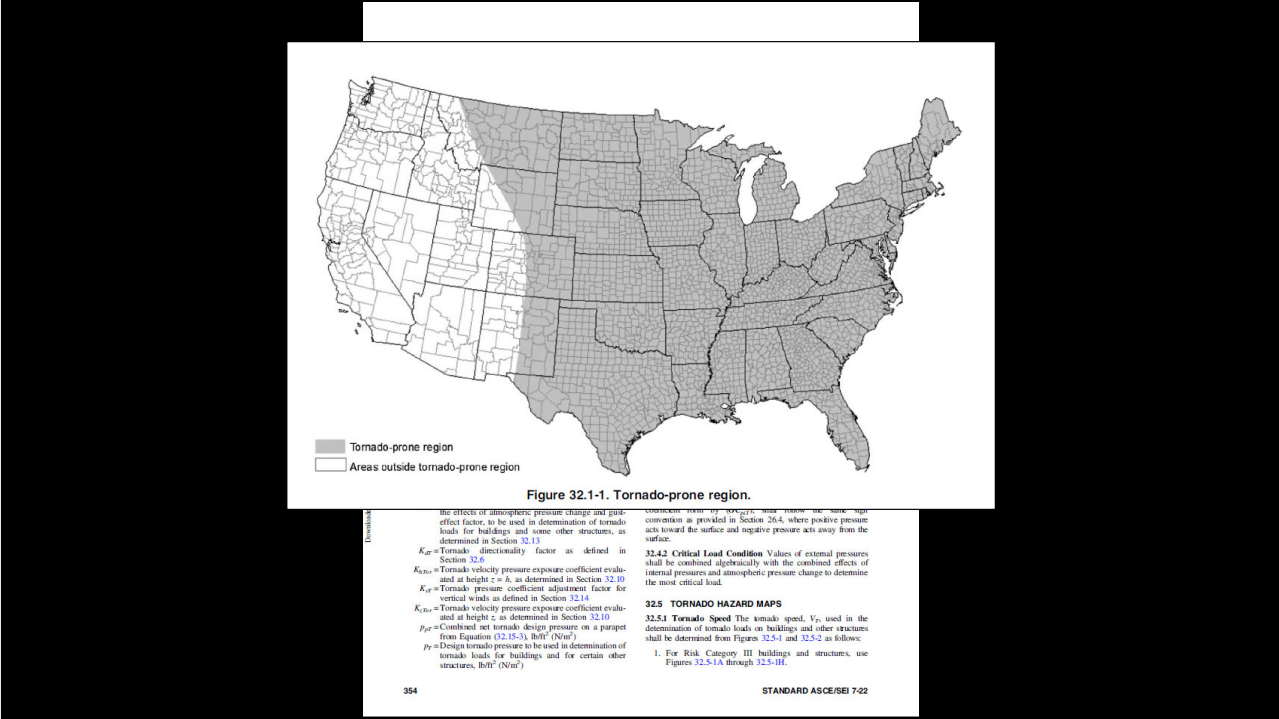 Tornado-prone region
Areas outside tornado-prone region
Figure 32.1-1. Tornado-prone region.
Downloade
the effects of atmospheric pressure change and gust-
effect factor, to be used in determination of tornado
loads for buildings and some other structures, as
determined in Section 32.13
KdT = Tornado directionality factor as defined in
Section 32.6
KhTor = Tornado velocity pressure exposure coefficient evalu-
ated at height z = h, as determined in Section 32.10
KvT = Tornado pressure coefficient adjustment factor for
vertical winds as defined in Section 32.14
KzTor = Tornado velocity pressure exposure coefficient evalu-
ated at height z, as determined in Section 32.10
ppT = Combined net tornado design pressure on a parapet
from Equation (32.15-3), lb/ft² (N/m²)
pT = Design tornado pressure to be used in determination of
tornado loads for buildings and for certain other
structures, lb/ft² (N/m²)
354
shall follow the same sign
convention as provided in Section 26.4, where positive pressure
acts toward the surface and negative pressure acts away from the
surface.
32.4.2 Critical Load Condition Values of external pressures
shall be combined algebraically with the combined effects of
internal pressures and atmospheric pressure change to determine
the most critical load.
32.5 TORNADO HAZARD MAPS
32.5.1 Tornado Speed The tornado speed, VT, used in the
determination of tornado loads on buildings and other structures
shall be determined from Figures 32.5-1 and 32.5-2 as follows:
1. For Risk Category III buildings and structures, use
Figures 32.5-1A through 32.5-1H.
STANDARD ASCE/SEI 7-22